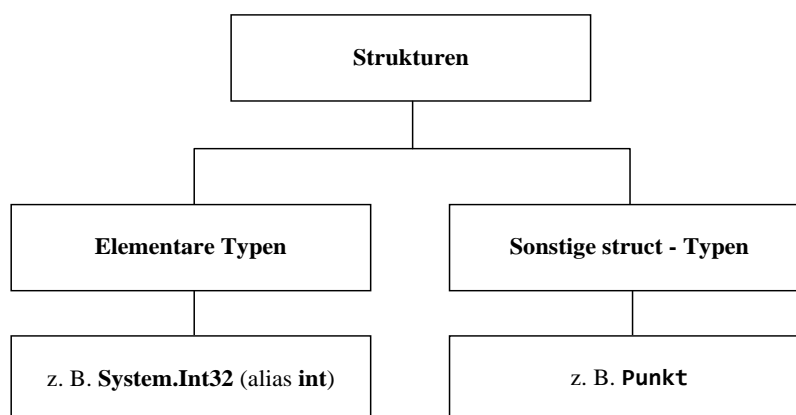 Strukturen
Elementare Typen
Sonstige struct - Typen
z. B. System.Int32 (alias int)
z. B. Punkt